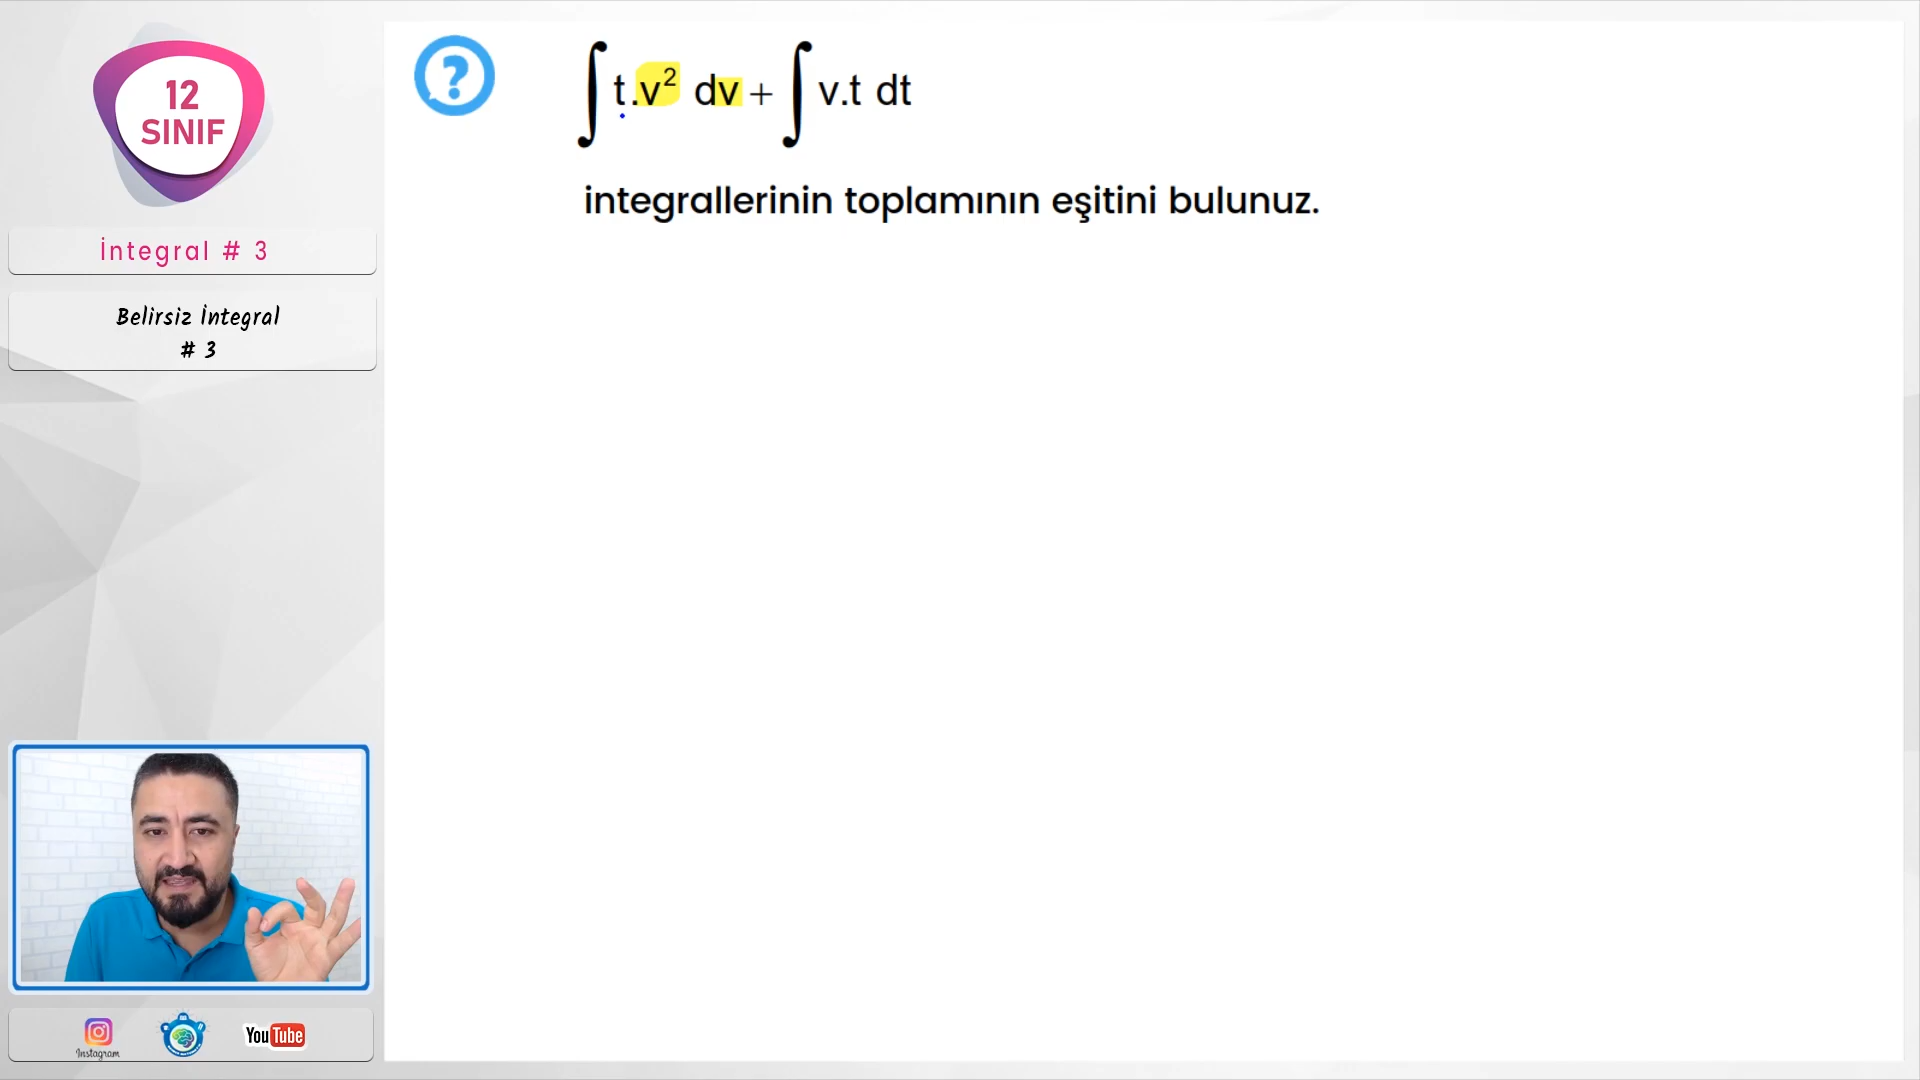 12
SINIF
İntegral # 3
Belirsiz İntegral
# 3
∫ t.v² dv + ∫ v.t dt
integrallerinin toplamının eşitini bulunuz.
Instagram
YouTube